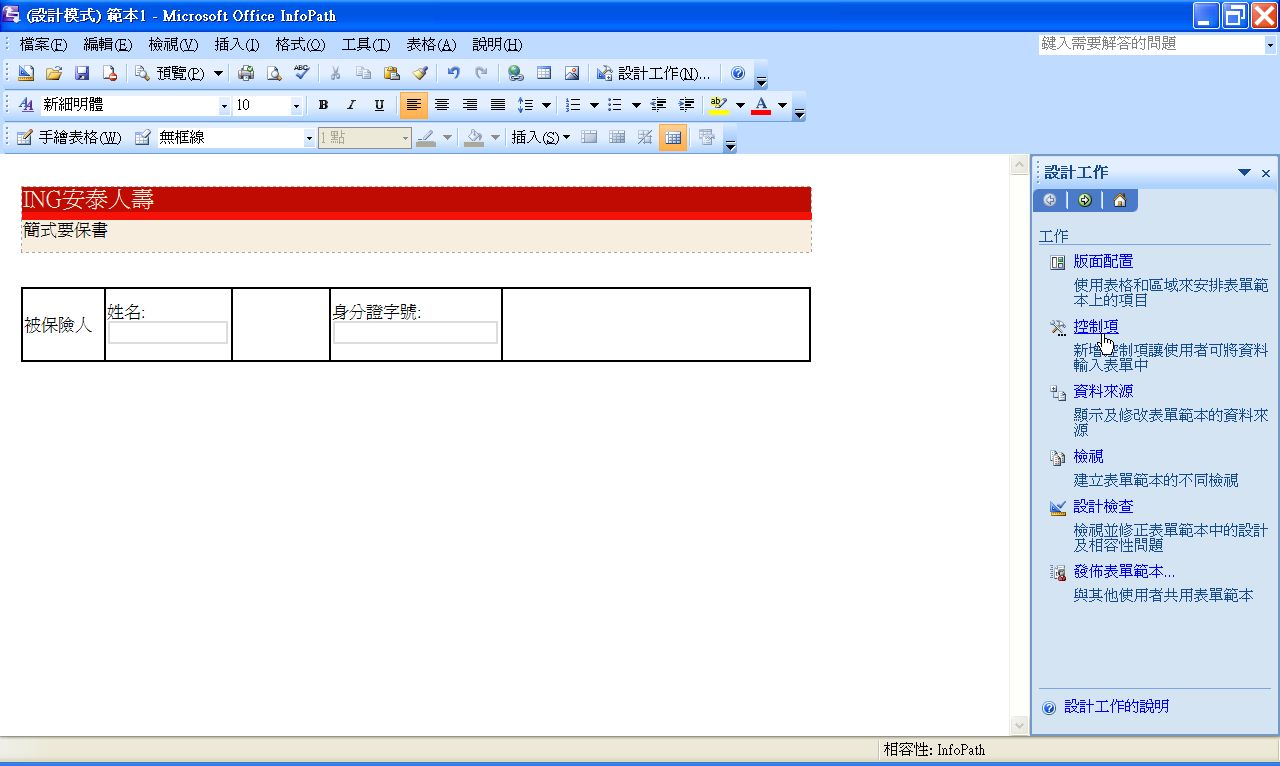 (設計模式) 範本1 - Microsoft Office InfoPath
檔案(F) 編輯(E) 檢視(V) 插入(I) 格式(O) 工具(T) 表格(A) 說明(H)
鍵入需要解答的問題
預覽(P) 設計工作(N)...
新細明體 10 B I U
手繪表格(W) 無框線 1 點 插入(S)
設計工作
ING安泰人壽
簡式要保書
被保險人 姓名: 身分證字號:
工作
版面配置
使用表格和區域來安排表單範
本上的項目
控制項
新增控制項讓使用者可將資料
輸入表單中
資料來源
顯示及修改表單範本的資料來
源
檢視
建立表單範本的不同檢視
設計檢查
檢視並修正表單範本中的設計
及相容性問題
發佈表單範本...
與其他使用者共用表單範本
設計工作的說明
相容性: InfoPath